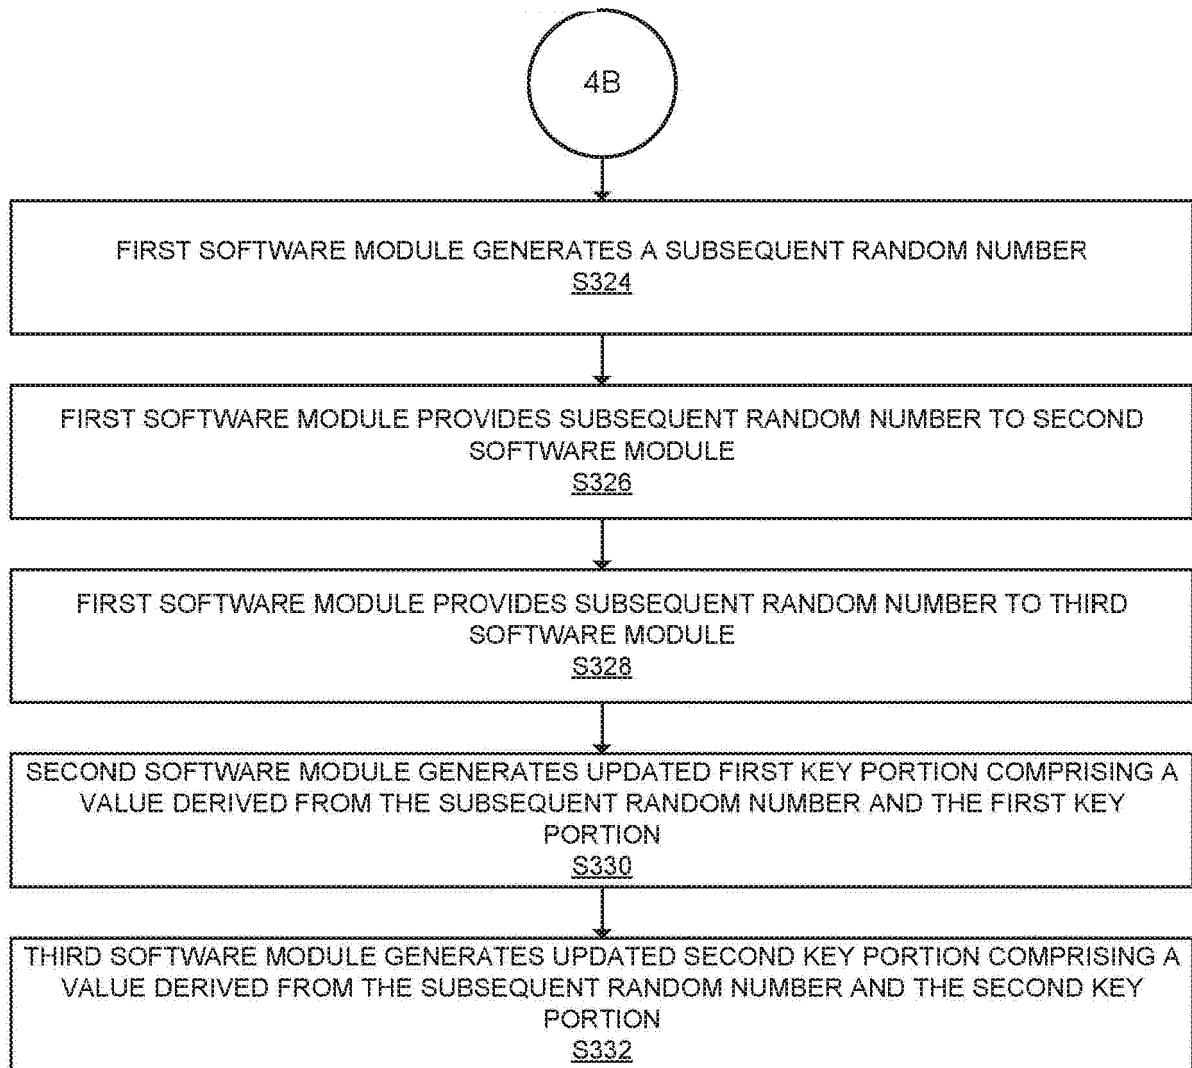 4B
FIRST SOFTWARE MODULE GENERATES A SUBSEQUENT RANDOM NUMBER
S324
FIRST SOFTWARE MODULE PROVIDES SUBSEQUENT RANDOM NUMBER TO SECOND
SOFTWARE MODULE
S326
FIRST SOFTWARE MODULE PROVIDES SUBSEQUENT RANDOM NUMBER TO THIRD
SOFTWARE MODULE
S328
SECOND SOFTWARE MODULE GENERATES UPDATED FIRST KEY PORTION COMPRISING A
VALUE DERIVED FROM THE SUBSEQUENT RANDOM NUMBER AND THE FIRST KEY
PORTION
S330
THIRD SOFTWARE MODULE GENERATES UPDATED SECOND KEY PORTION COMPRISING A
VALUE DERIVED FROM THE SUBSEQUENT RANDOM NUMBER AND THE SECOND KEY
PORTION
S332